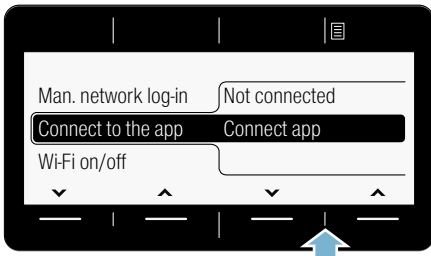 Man. network log-in Not connected
Connect to the app Connect app
Wi-Fi on/off